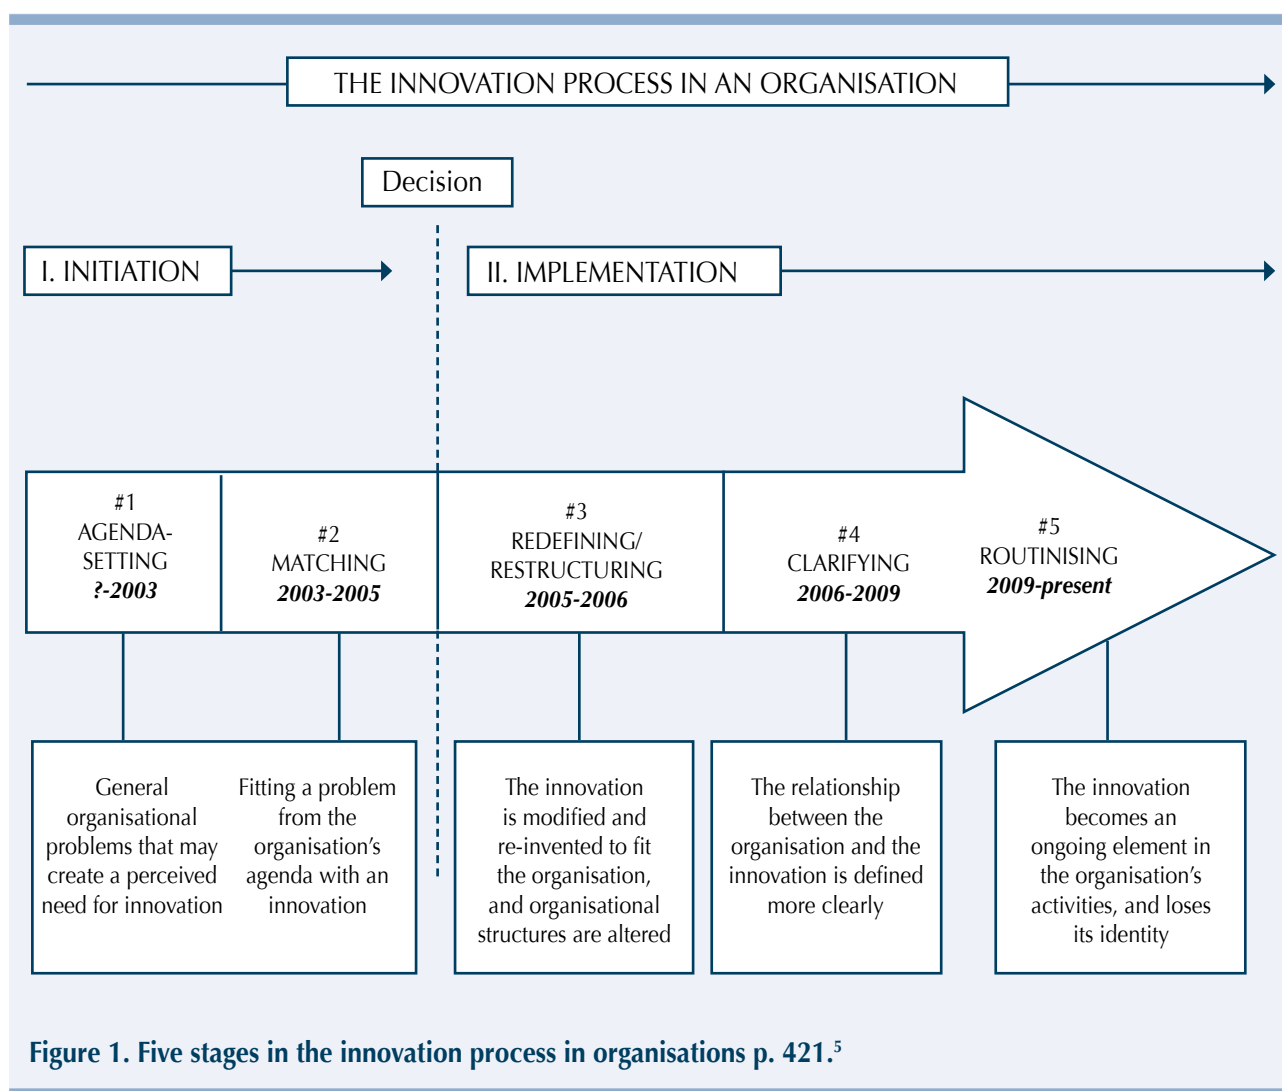 THE INNOVATION PROCESS IN AN ORGANISATION
Decision
I. INITIATION
II. IMPLEMENTATION
#1
AGENDA-
SETTING
?-2003
#2
MATCHING
2003-2005
#3
REDEFINING/
RESTRUCTURING
2005-2006
#4
CLARIFYING
2006-2009
#5
ROUTINISING
2009-present
General
organisational
problems that may
create a perceived
need for innovation
Fitting a problem
from the
organisation's
agenda with an
innovation
The innovation
is modified and
re-invented to fit
the organisation,
and organisational
structures are altered
The relationship
between the
organisation and the
innovation is defined
more clearly
The innovation
becomes an
ongoing element in
the organisation's
activities, and loses
its identity
Figure 1. Five stages in the innovation process in organisations p. 421.⁵